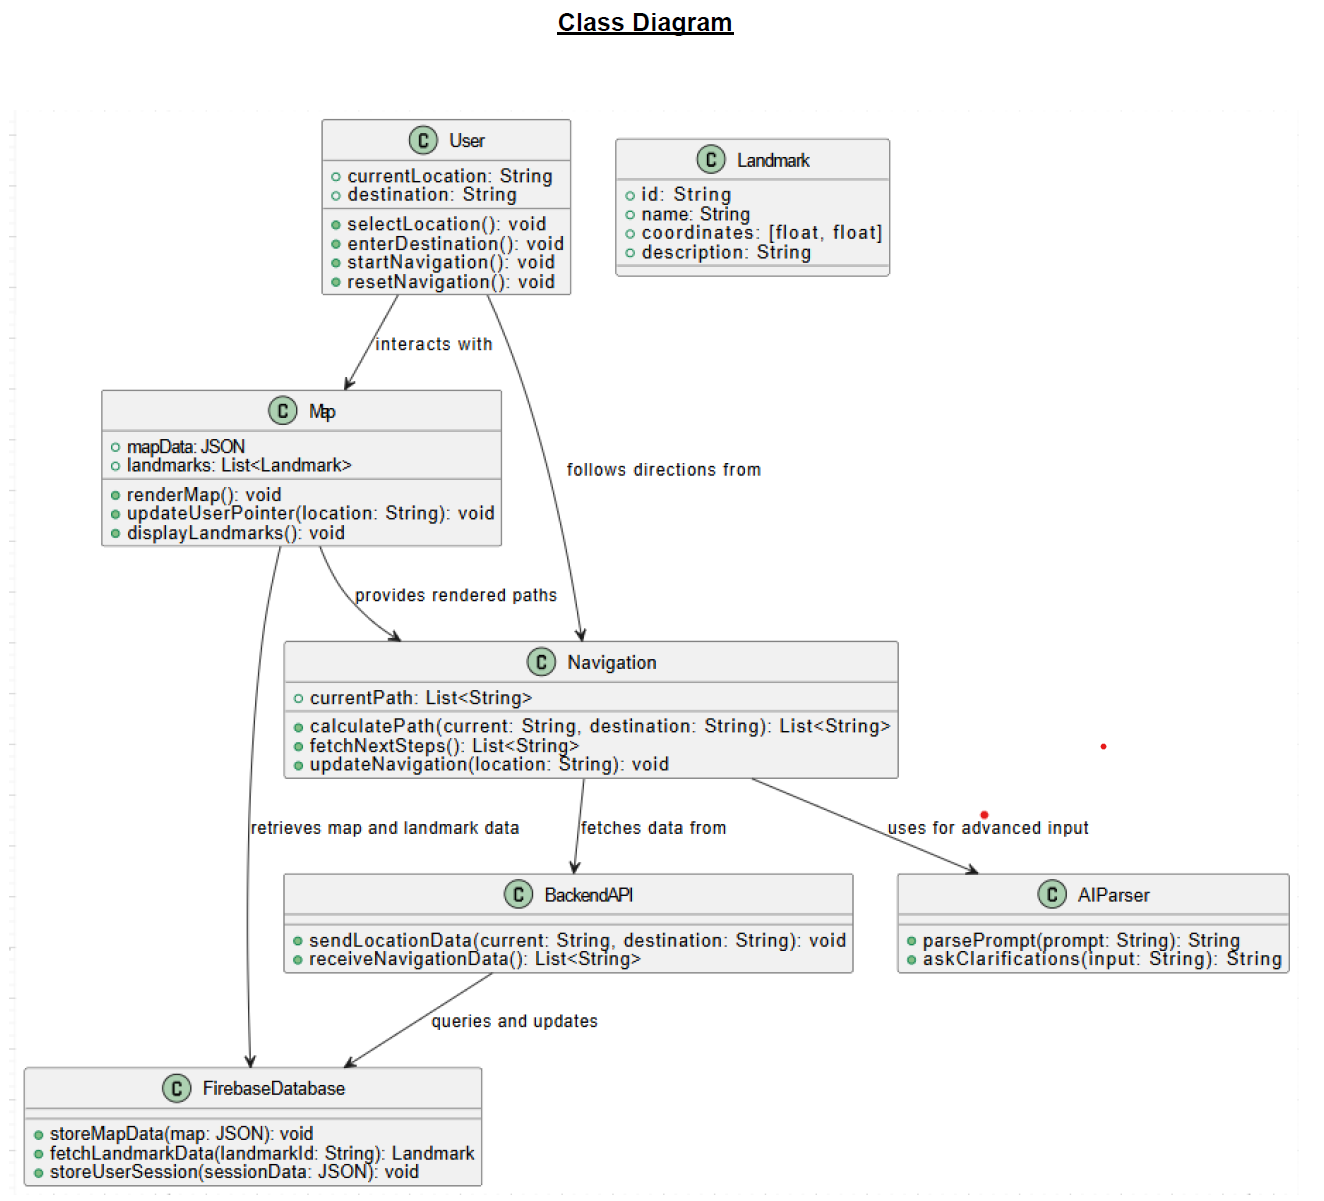 Class Diagram
C User
currentLocation: String
destination: String
selectLocation(): void
enterDestination(): void
startNavigation(): void
resetNavigation(): void
C Landmark
id: String
name: String
coordinates: [float, float]
description: String
interacts with
C Map
mapData: JSON
landmarks: List<Landmark>
renderMap(): void
updateUserPointer(location: String): void
displayLandmarks(): void
follows directions from
provides rendered paths
C Navigation
currentPath: List<String>
calculatePath(current: String, destination: String): List<String>
fetchNextSteps(): List<String>
updateNavigation(location: String): void
retrieves map and landmark data
fetches data from
uses for advanced input
C BackendAPI
sendLocationData(current: String, destination: String): void
receiveNavigationData(): List<String>
C AIParser
parsePrompt(prompt: String): String
askClarifications(input: String): String
queries and updates
C FirebaseDatabase
storeMapData(map: JSON): void
fetchLandmarkData(landmarkId: String): Landmark
storeUserSession(sessionData: JSON): void